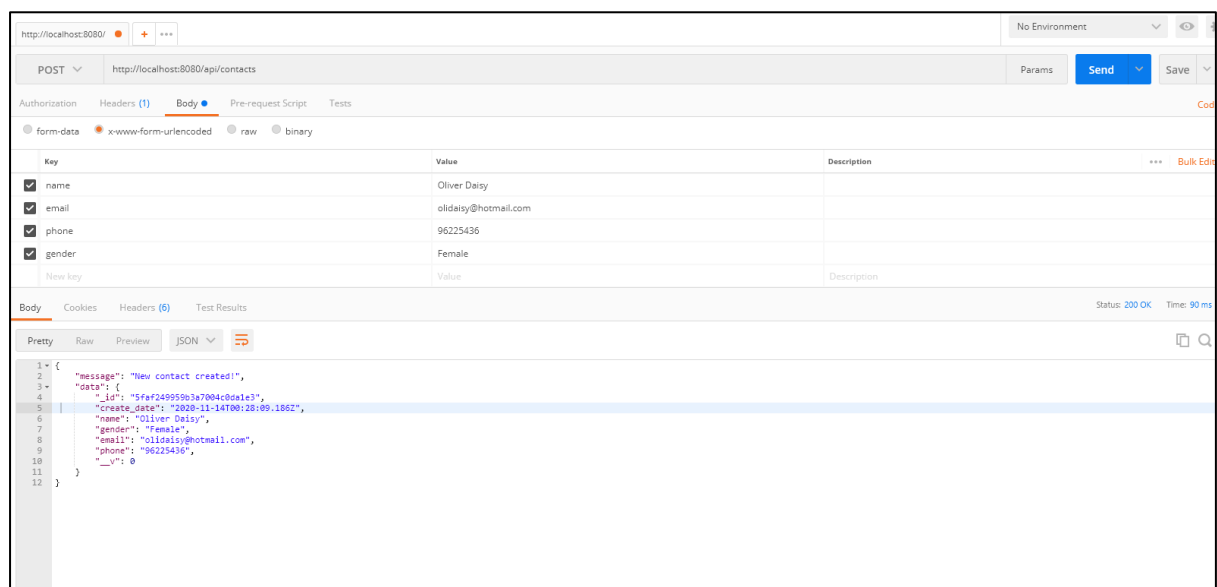 http://localhost:8080/ + ••• No Environment
POST http://localhost:8080/api/contacts Params Send Save
Authorization Headers (1) Body Pre-request Script Tests Cod
form-data x-www-form-urlencoded raw binary
Key Value Description ••• Bulk Edit
name Oliver Daisy
email olidaisy@hotmail.com
phone 96225436
gender Female
New key Value Description
Body Cookies Headers (6) Test Results Status: 200 OK Time: 90 ms
Pretty Raw Preview JSON
1 {
2 "message": "New contact created!",
3 "data": {
4 "_id": "5faf249959b3a7004c0da1e3",
5 "create_date": "2020-11-14T00:28:09.186Z",
6 "name": "Oliver Daisy",
7 "gender": "Female",
8 "email": "olidaisy@hotmail.com",
9 "phone": "96225436",
10 "__v": 0
11 }
12 }